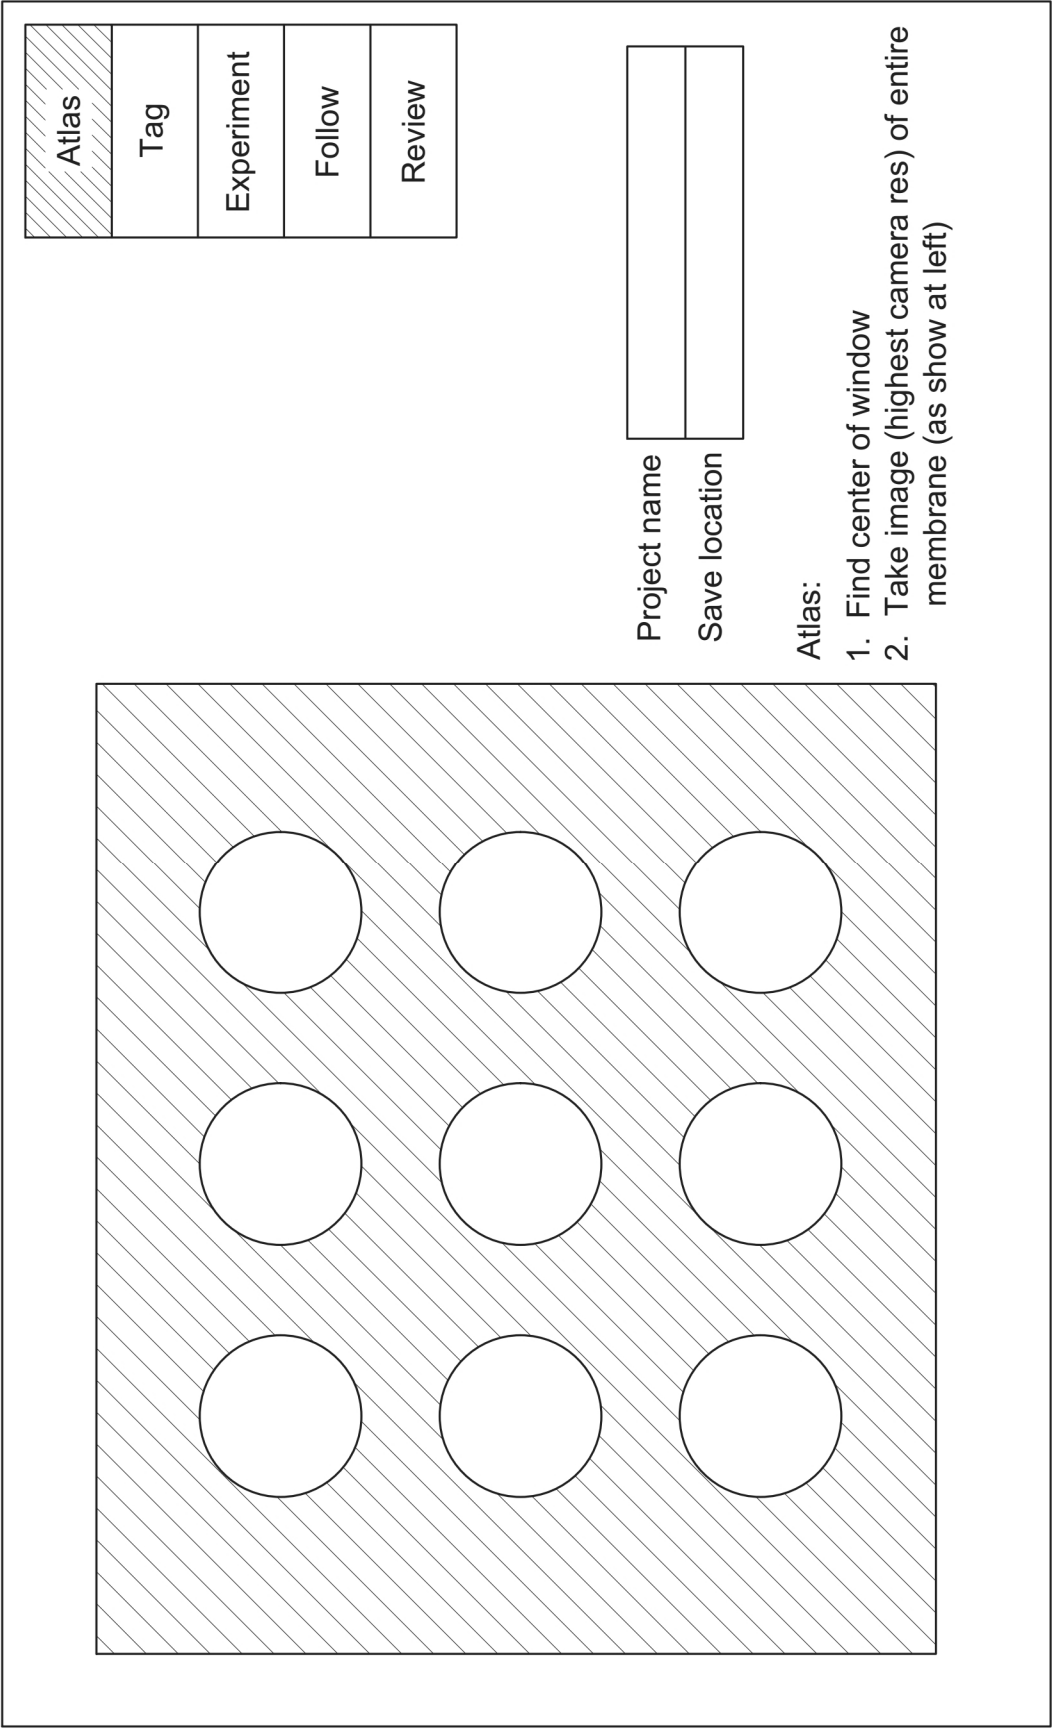 Atlas
Tag
Experiment
Follow
Review
Project name
Save location
Atlas:
1. Find center of window
2. Take image (highest camera res) of entire
membrane (as show at left)